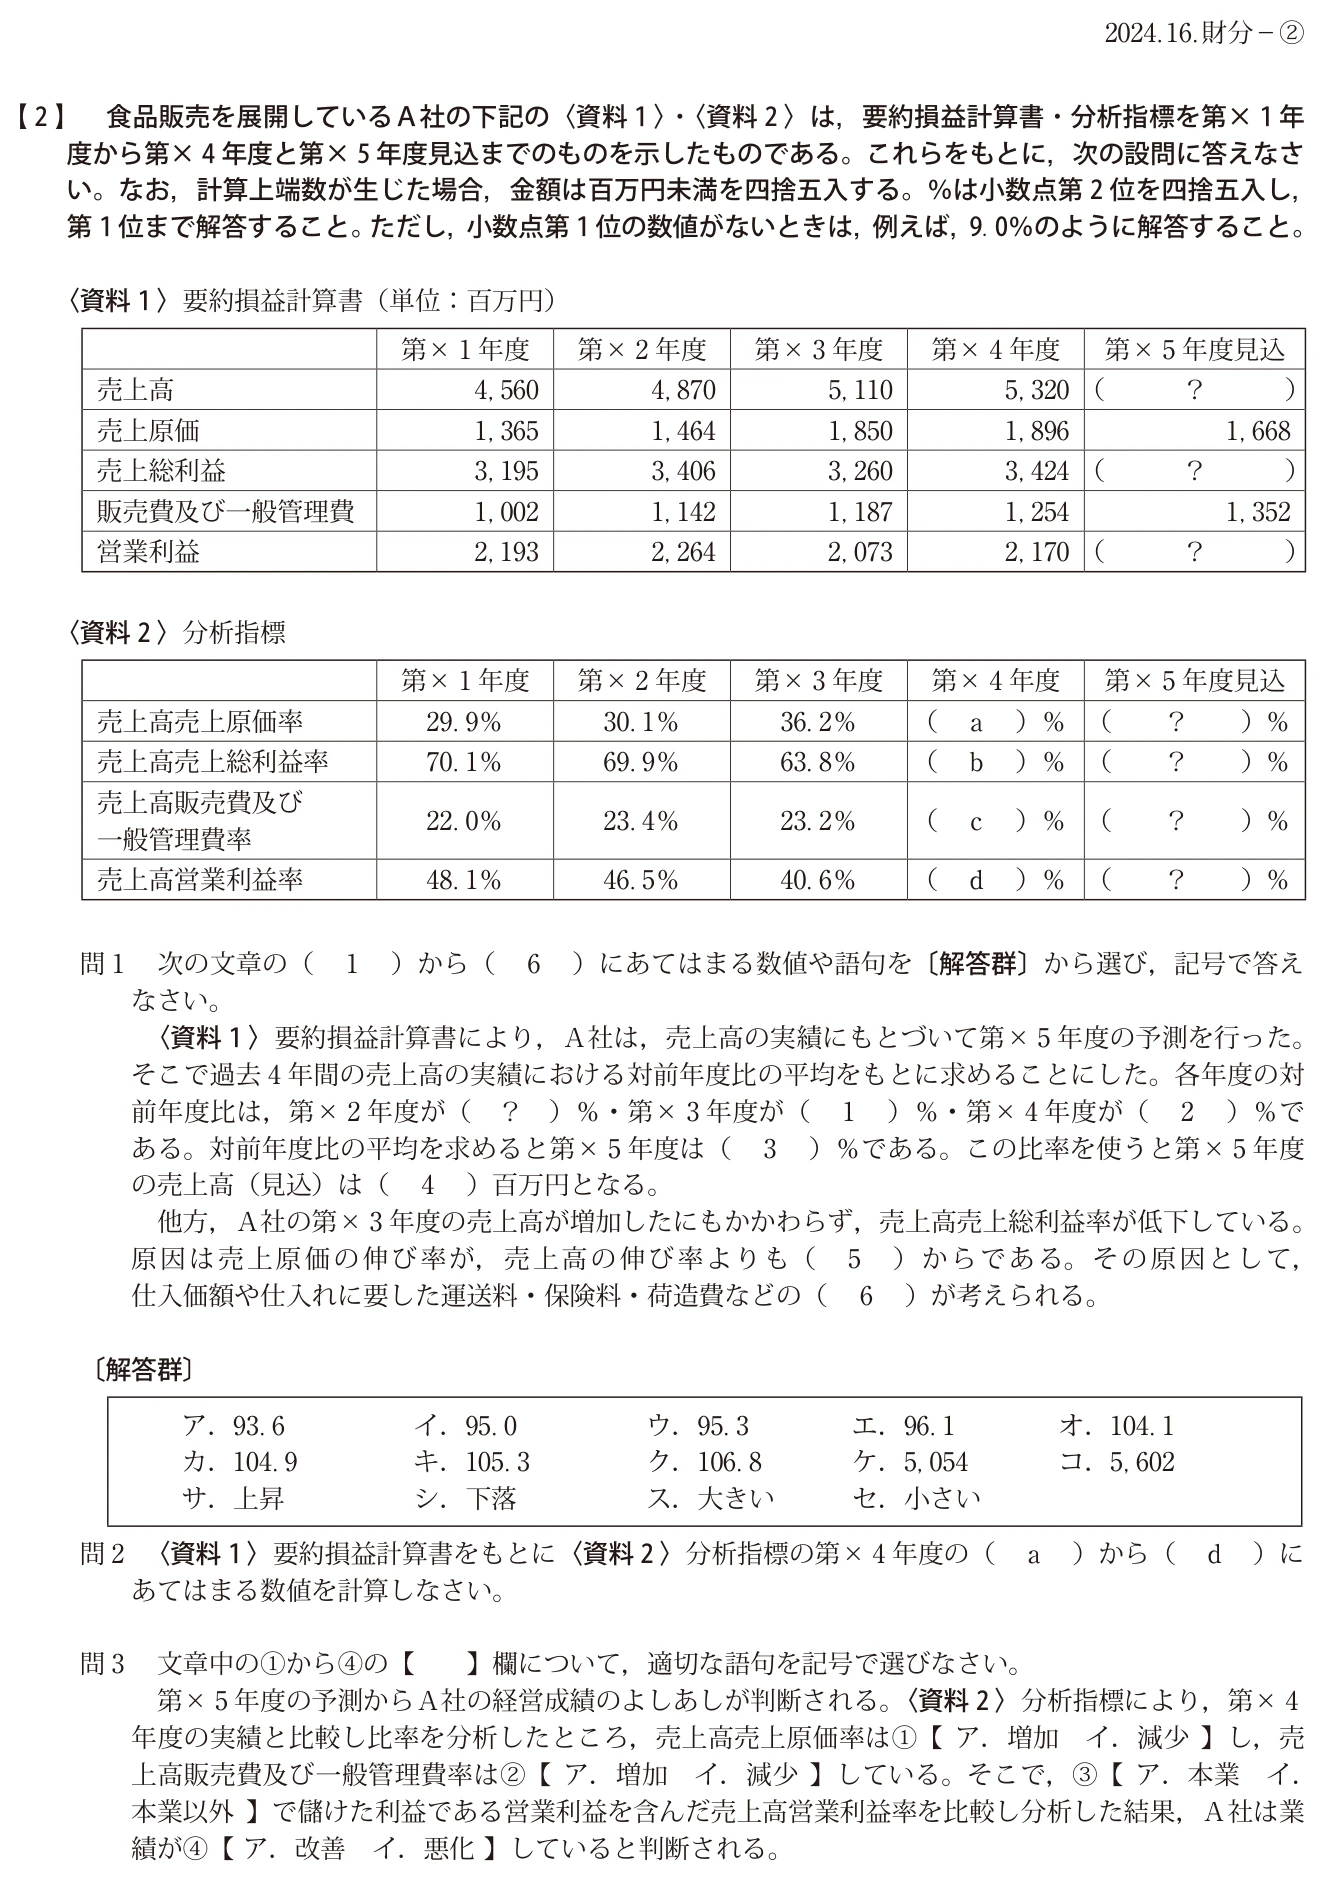 2024.16.財分－②
【2】 食品販売を展開しているＡ社の下記の〈資料1〉・〈資料2〉は，要約損益計算書・分析指標を第×1年
度から第×4年度と第×5年度見込までのものを示したものである。これらをもとに，次の設問に答えなさ
い。なお，計算上端数が生じた場合，金額は百万円未満を四捨五入する。％は小数点第2位を四捨五入し，
第1位まで解答すること。ただし，小数点第1位の数値がないときは，例えば，9.0％のように解答すること。
〈資料1〉要約損益計算書（単位：百万円）
第×1年度 第×2年度 第×3年度 第×4年度 第×5年度見込
売上高 4,560 4,870 5,110 5,320 （ ？ ）
売上原価 1,365 1,464 1,850 1,896 1,668
売上総利益 3,195 3,406 3,260 3,424 （ ？ ）
販売費及び一般管理費 1,002 1,142 1,187 1,254 1,352
営業利益 2,193 2,264 2,073 2,170 （ ？ ）
〈資料2〉分析指標
第×1年度 第×2年度 第×3年度 第×4年度 第×5年度見込
売上高売上原価率 29.9% 30.1% 36.2% （ a ）% （ ？ ）%
売上高売上総利益率 70.1% 69.9% 63.8% （ b ）% （ ？ ）%
売上高販売費及び
一般管理費率 22.0% 23.4% 23.2% （ c ）% （ ？ ）%
売上高営業利益率 48.1% 46.5% 40.6% （ d ）% （ ？ ）%
問1 次の文章の（ 1 ）から（ 6 ）にあてはまる数値や語句を〔解答群〕から選び，記号で答え
なさい。
〈資料1〉要約損益計算書により，Ａ社は，売上高の実績にもとづいて第×5年度の予測を行った。
そこで過去4年間の売上高の実績における対前年度比の平均をもとに求めることにした。各年度の対
前年度比は，第×2年度が（ ？ ）％・第×3年度が（ 1 ）％・第×4年度が（ 2 ）％で
ある。対前年度比の平均を求めると第×5年度は（ 3 ）％である。この比率を使うと第×5年度
の売上高（見込）は（ 4 ）百万円となる。
他方，Ａ社の第×3年度の売上高が増加したにもかかわらず，売上高売上総利益率が低下している。
原因は売上原価の伸び率が，売上高の伸び率よりも（ 5 ）からである。その原因として，
仕入価額や仕入れに要した運送料・保険料・荷造費などの（ 6 ）が考えられる。
〔解答群〕
ア．93.6 イ．95.0 ウ．95.3 エ．96.1 オ．104.1
カ．104.9 キ．105.3 ク．106.8 ケ．5,054 コ．5,602
サ．上昇 シ．下落 ス．大きい セ．小さい
問2 〈資料1〉要約損益計算書をもとに〈資料2〉分析指標の第×4年度の（ a ）から（ d ）に
あてはまる数値を計算しなさい。
問3 文章中の①から④の【 】欄について，適切な語句を記号で選びなさい。
第×5年度の予測からＡ社の経営成績のよしあしが判断される。〈資料2〉分析指標により，第×4
年度の実績と比較し比率を分析したところ，売上高売上原価率は①【 ア．増加 イ．減少 】し，売
上高販売費及び一般管理費率は②【 ア．増加 イ．減少 】している。そこで，③【 ア．本業 イ．
本業以外 】で儲けた利益である営業利益を含んだ売上高営業利益率を比較し分析した結果，Ａ社は業
績が④【 ア．改善 イ．悪化 】していると判断される。